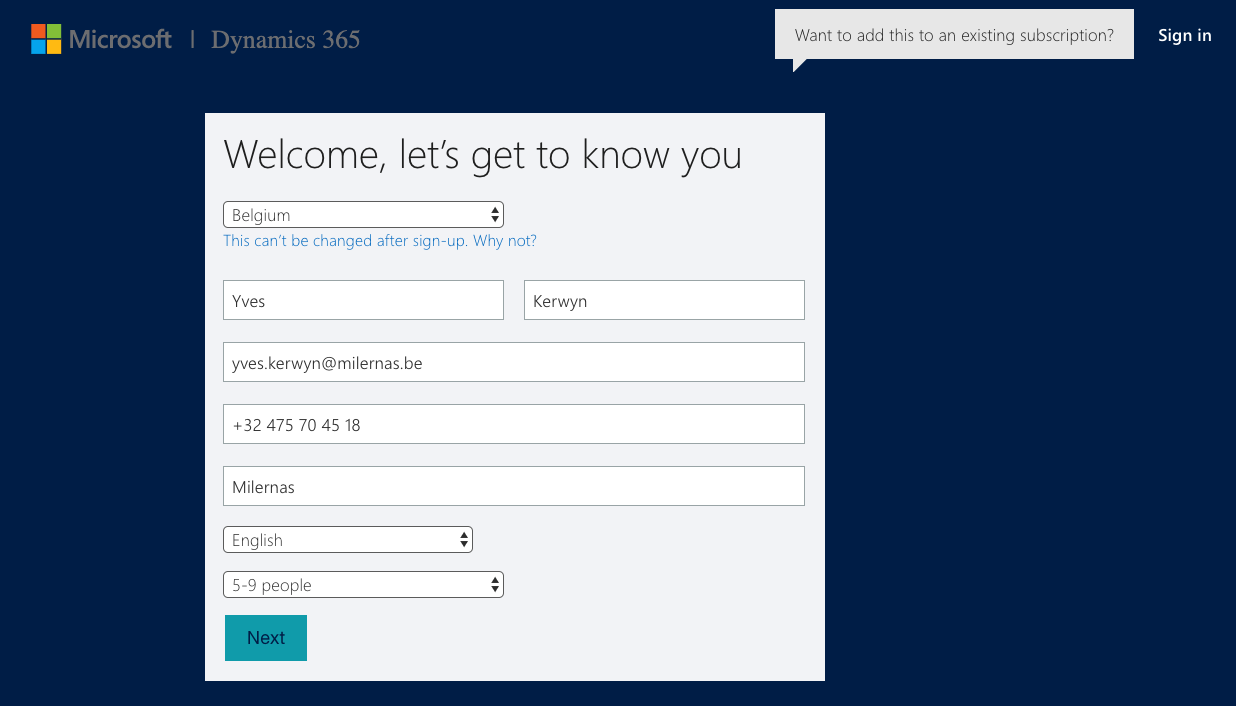 Microsoft | Dynamics 365
Want to add this to an existing subscription? Sign in
Welcome, let's get to know you
Belgium
This can't be changed after sign-up. Why not?
Yves Kerwyn
yves.kerwyn@milernas.be
+32 475 70 45 18
Milernas
English
5-9 people
Next